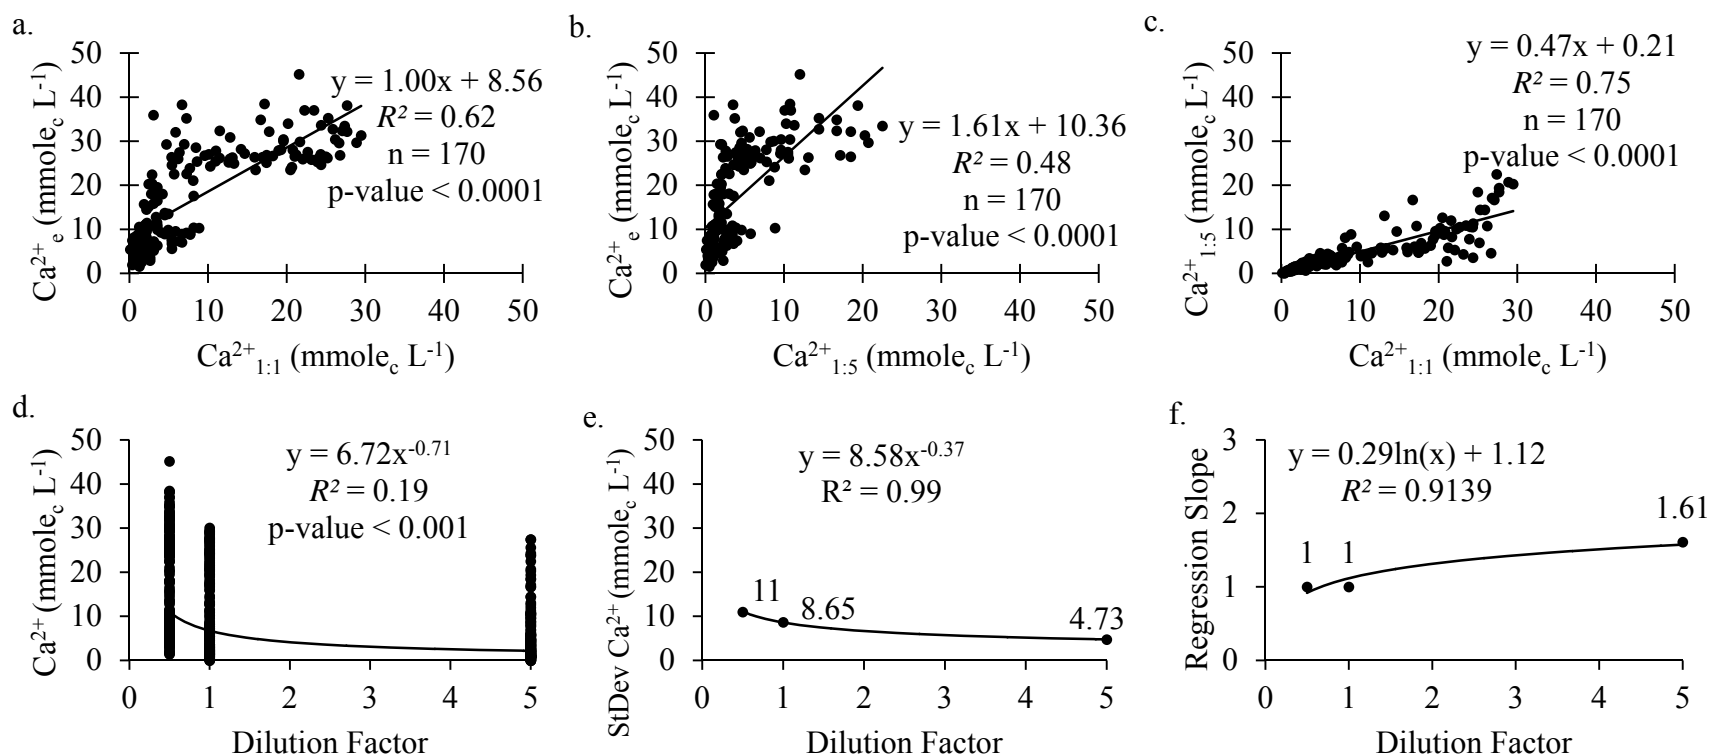 a.
50
40
30
20
10
0
Ca²⁺ₑ (mmole_c L⁻¹)
y = 1.00x + 8.56
R² = 0.62
n = 170
p-value < 0.0001
0 10 20 30 40 50
Ca²⁺₁:₁ (mmole_c L⁻¹)
b.
50
40
30
20
10
0
Ca²⁺ₑ (mmole_c L⁻¹)
y = 1.61x + 10.36
R² = 0.48
n = 170
p-value < 0.0001
0 10 20 30 40 50
Ca²⁺₁:₅ (mmole_c L⁻¹)
c.
50
40
30
20
10
0
Ca²⁺₁:₅ (mmole_c L⁻¹)
y = 0.47x + 0.21
R² = 0.75
n = 170
p-value < 0.0001
0 10 20 30 40 50
Ca²⁺₁:₁ (mmole_c L⁻¹)
d.
50
40
30
20
10
0
Ca²⁺ (mmole_c L⁻¹)
y = 6.72x⁻⁰·⁷¹
R² = 0.19
p-value < 0.001
0 1 2 3 4 5
Dilution Factor
e.
50
40
30
20
10
0
StDev Ca²⁺ (mmole_c L⁻¹)
y = 8.58x⁻⁰·³⁷
R² = 0.99
11
8.65
4.73
0 1 2 3 4 5
Dilution Factor
f.
3
2
1
0
Regression Slope
y = 0.29ln(x) + 1.12
R² = 0.9139
1 1
1.61
0 1 2 3 4 5
Dilution Factor